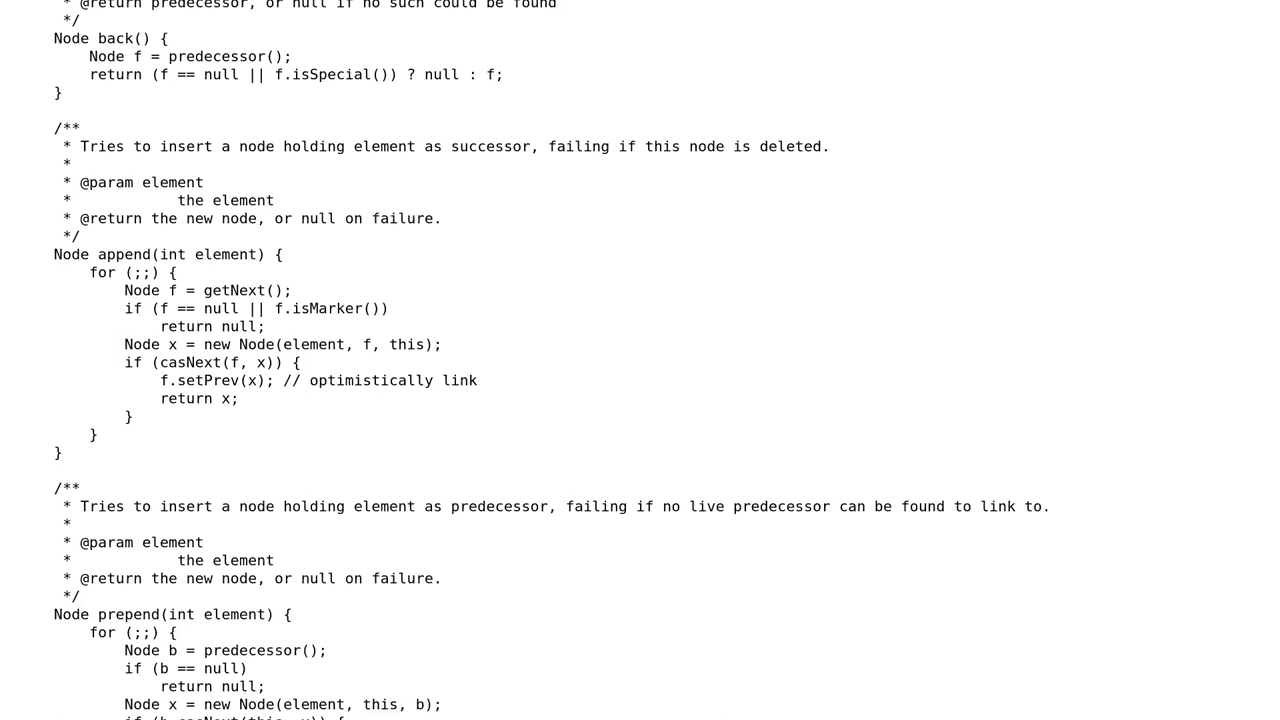 * @return predecessor, or null if no such could be found
 */
Node back() {
    Node f = predecessor();
    return (f == null || f.isSpecial()) ? null : f;
}

/**
 * Tries to insert a node holding element as successor, failing if this node is deleted.
 *
 * @param element
 *            the element
 * @return the new node, or null on failure.
 */
Node append(int element) {
    for (;;) {
        Node f = getNext();
        if (f == null || f.isMarker())
            return null;
        Node x = new Node(element, f, this);
        if (casNext(f, x)) {
            f.setPrev(x); // optimistically link
            return x;
        }
    }
}

/**
 * Tries to insert a node holding element as predecessor, failing if no live predecessor can be found to link to.
 *
 * @param element
 *            the element
 * @return the new node, or null on failure.
 */
Node prepend(int element) {
    for (;;) {
        Node b = predecessor();
        if (b == null)
            return null;
        Node x = new Node(element, this, b);
        if (b.casNext(this, x)) {